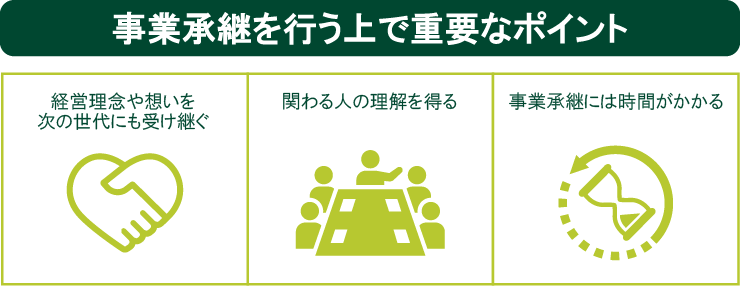 事業承継を行う上で重要なポイント
経営理念や想いを
次の世代にも受け継ぐ
関わる人の理解を得る
事業承継には時間がかかる